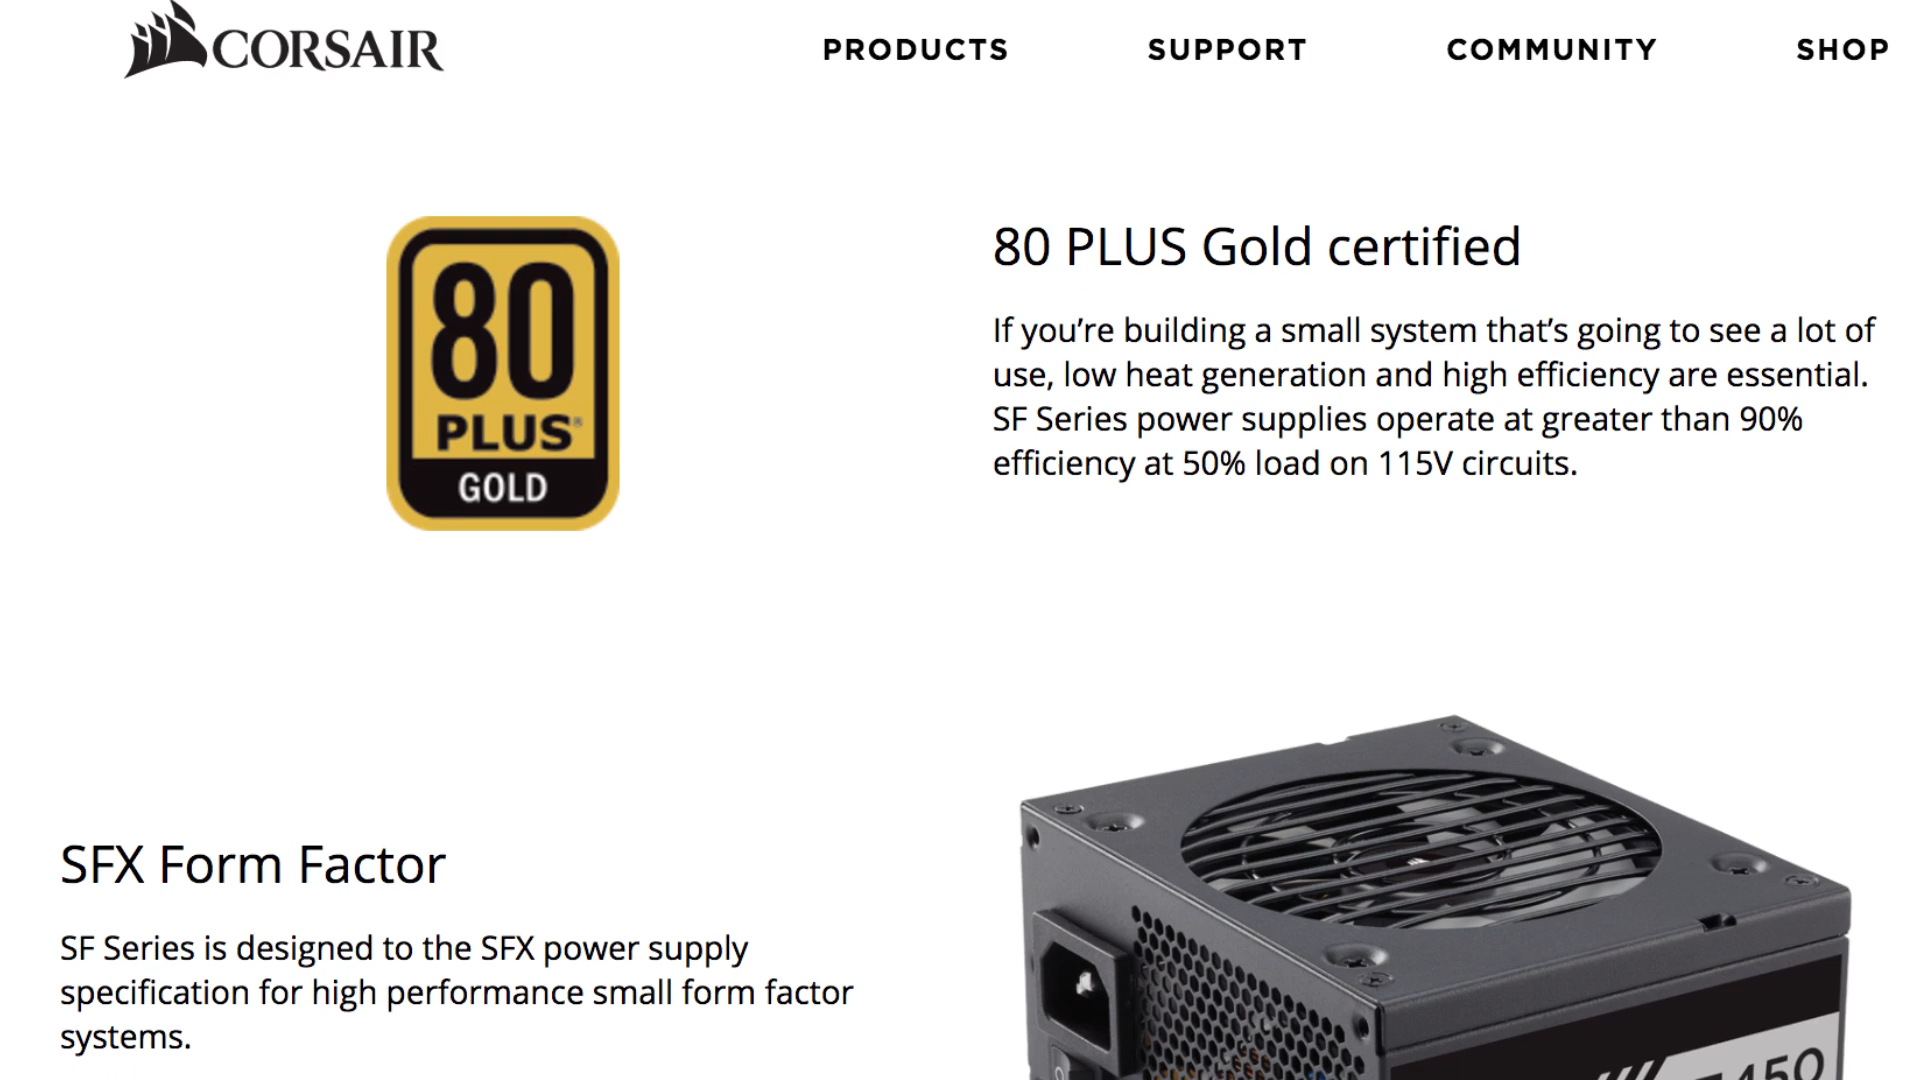 CORSAIR
PRODUCTS
SUPPORT
COMMUNITY
SHOP
80
PLUS®
GOLD
80 PLUS Gold certified
If you’re building a small system that’s going to see a lot of
use, low heat generation and high efficiency are essential.
SF Series power supplies operate at greater than 90%
efficiency at 50% load on 115V circuits.
SFX Form Factor
SF Series is designed to the SFX power supply
specification for high performance small form factor
systems.
450